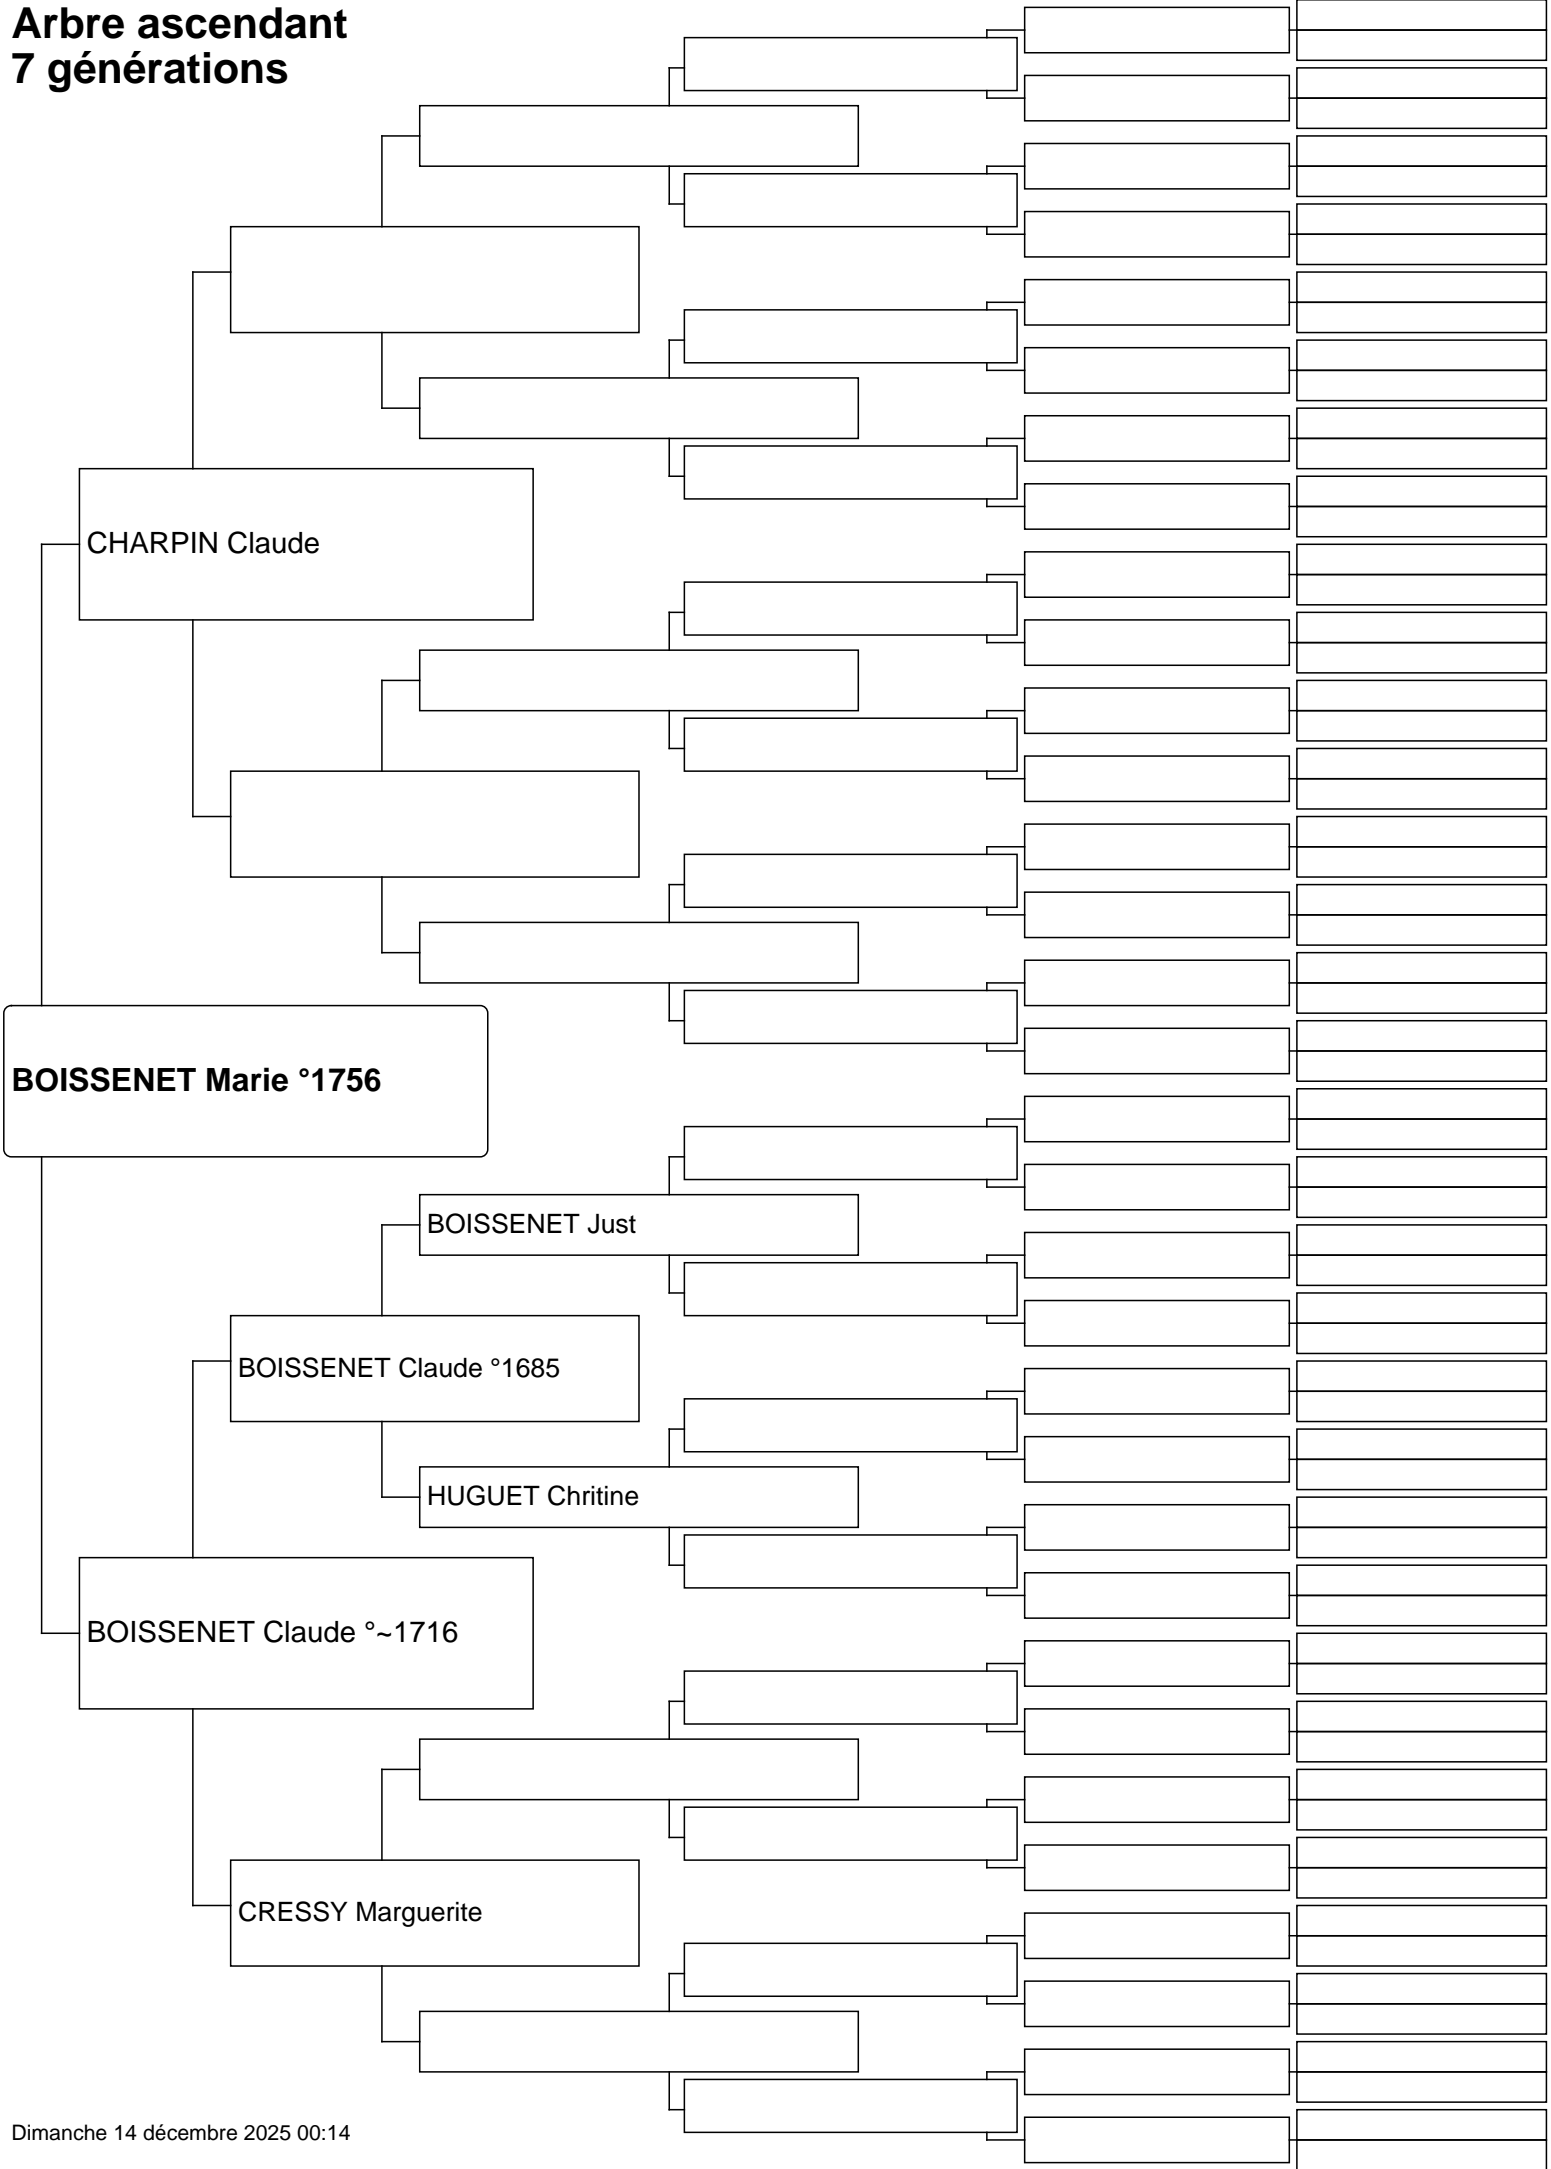 Arbre ascendant
7 générations
CHARPIN Claude
BOISSENET Marie °1756
BOISSENET Just
BOISSENET Claude °1685
HUGUET Chritine
BOISSENET Claude °~1716
CRESSY Marguerite
Dimanche 14 décembre 2025 00:14